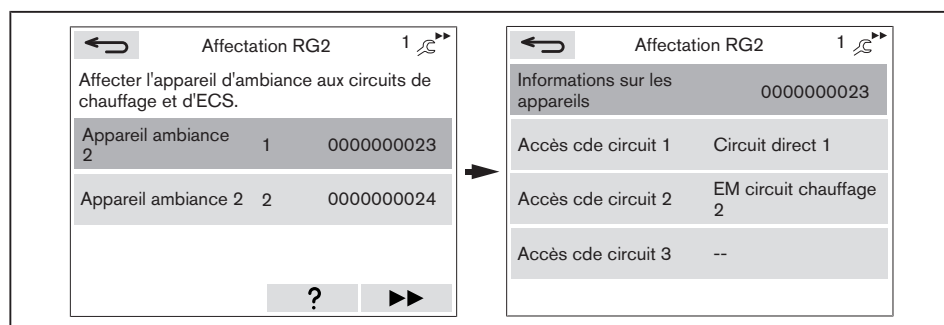 Affectation RG2 1
Affecter l'appareil d'ambiance aux circuits de
chauffage et d'ECS.
Appareil ambiance
2 1 0000000023
Appareil ambiance 2 2 0000000024
?
Affectation RG2 1
Informations sur les
appareils 0000000023
Accès cde circuit 1 Circuit direct 1
Accès cde circuit 2 EM circuit chauffage
2
Accès cde circuit 3 --